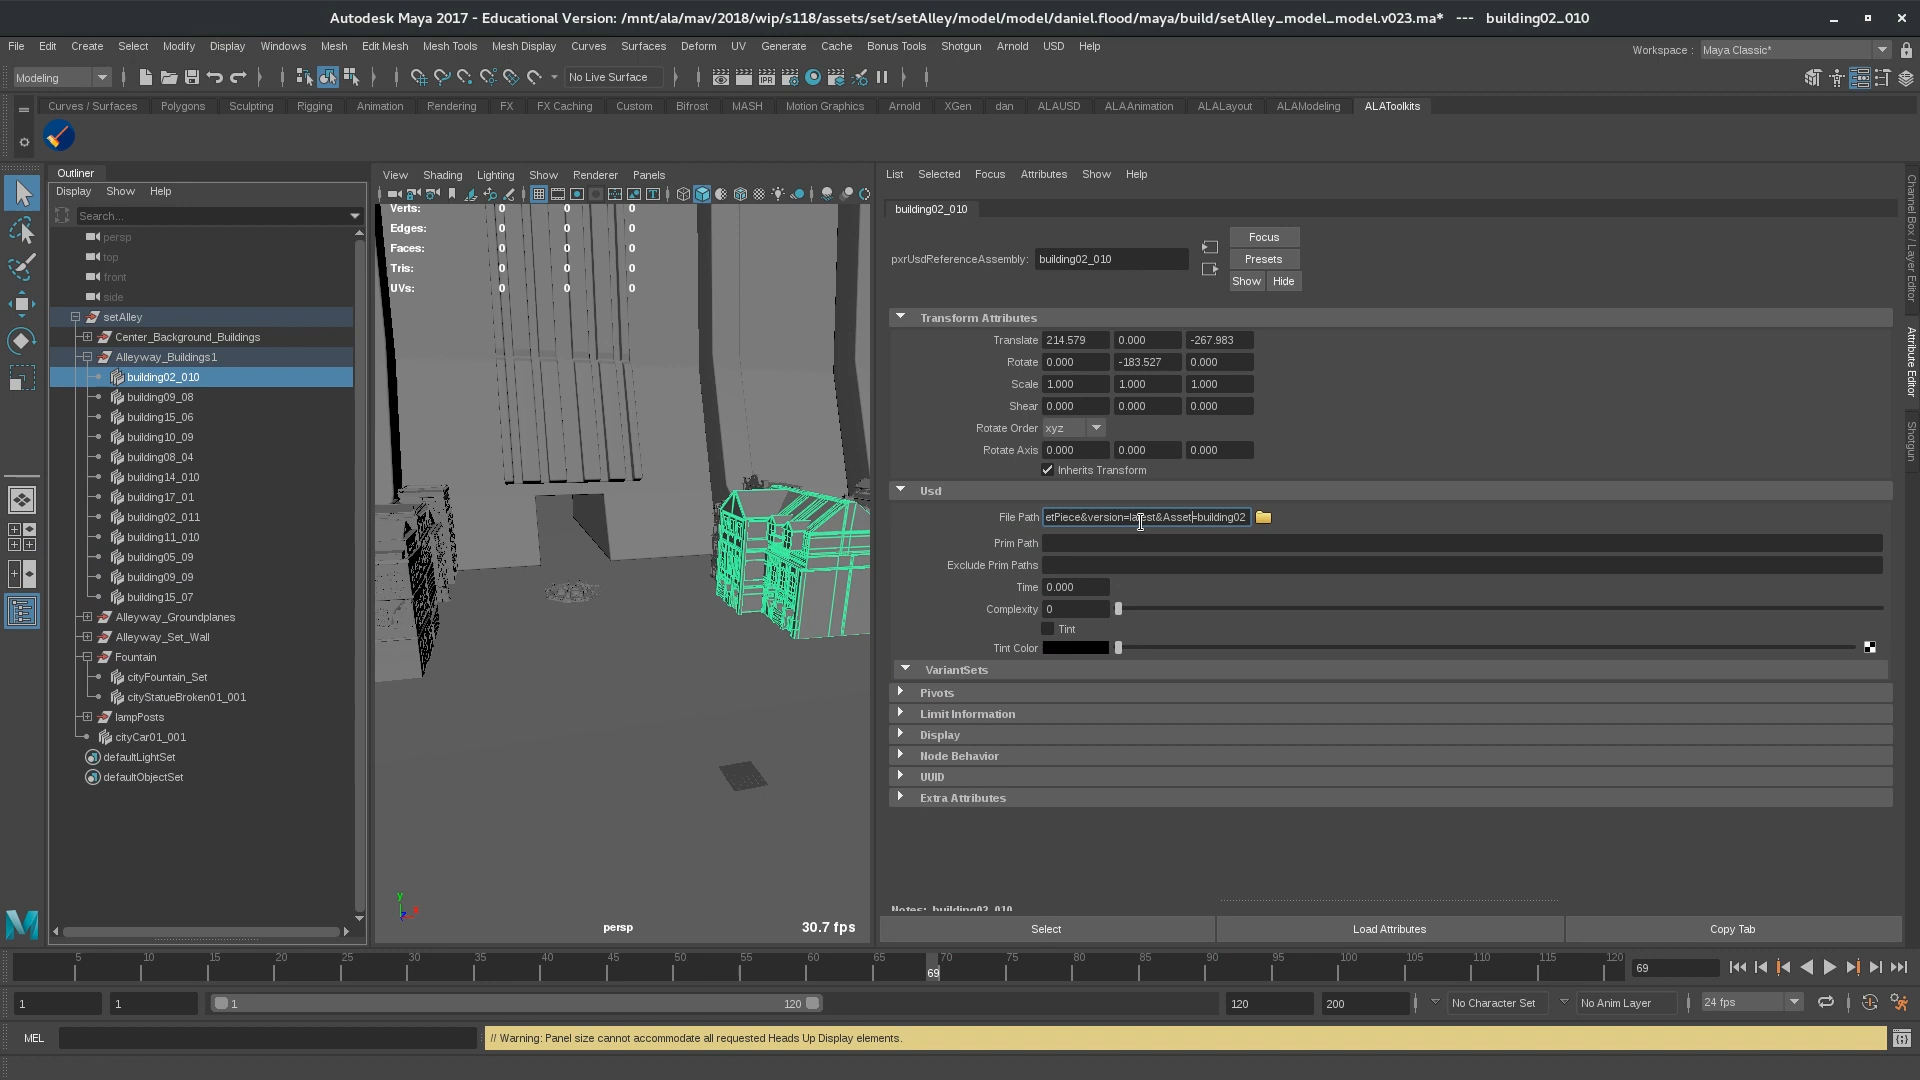 Autodesk Maya 2017 - Educational Version: /mnt/ala/mav/2018/wip/s118/assets/set/setAlley/model/model/daniel.flood/maya/build/setAlley_model_model.v023.ma* --- building02_010
File Edit Create Select Modify Display Windows Mesh Edit Mesh Mesh Tools Mesh Display Curves Surfaces Deform UV Generate Cache Bonus Tools Shotgun Arnold USD Help
Workspace : Maya Classic*
Modeling
No Live Surface
IPR
Curves / Surfaces Polygons Sculpting Rigging Animation Rendering FX FX Caching Custom Bifrost MASH Motion Graphics Arnold XGen dan ALAUSD ALAAnimation ALALayout ALAModeling ALAToolkits
Outliner
Display Show Help
Search...
persp
top
front
side
setAlley
Center_Background_Buildings
Alleyway_Buildings1
building02_010
building09_08
building15_06
building10_09
building08_04
building14_010
building17_01
building02_011
building11_010
building05_09
building09_09
building15_07
Alleyway_Groundplanes
Alleyway_Set_Wall
Fountain
cityFountain_Set
cityStatueBroken01_001
lampPosts
cityCar01_001
defaultLightSet
defaultObjectSet
View Shading Lighting Show Renderer Panels
Verts: 0 0 0
Edges: 0 0 0
Faces: 0 0 0
Tris: 0 0 0
UVs: 0 0 0
y
persp
30.7 fps
List Selected Focus Attributes Show Help
building02_010
pxrUsdReferenceAssembly: building02_010
Focus
Presets
Show Hide
Transform Attributes
Translate 214.579 0.000 -267.983
Rotate 0.000 -183.527 0.000
Scale 1.000 1.000 1.000
Shear 0.000 0.000 0.000
Rotate Order xyz
Rotate Axis 0.000 0.000 0.000
Inherits Transform
Usd
File Path etPiece&version=latest&Asset=building02
Prim Path
Exclude Prim Paths
Time 0.000
Complexity 0
Tint
Tint Color
VariantSets
Pivots
Limit Information
Display
Node Behavior
UUID
Extra Attributes
Notes: building02_010
Select Load Attributes Copy Tab
Channel Box / Layer Editor
Attribute Editor
Shotgun
5 10 15 20 25 30 35 40 45 50 55 60 65 70 75 80 85 90 95 100 105 110 115 120
69
69
1 1 1 120 120 200 No Character Set No Anim Layer 24 fps
MEL
// Warning: Panel size cannot accommodate all requested Heads Up Display elements.